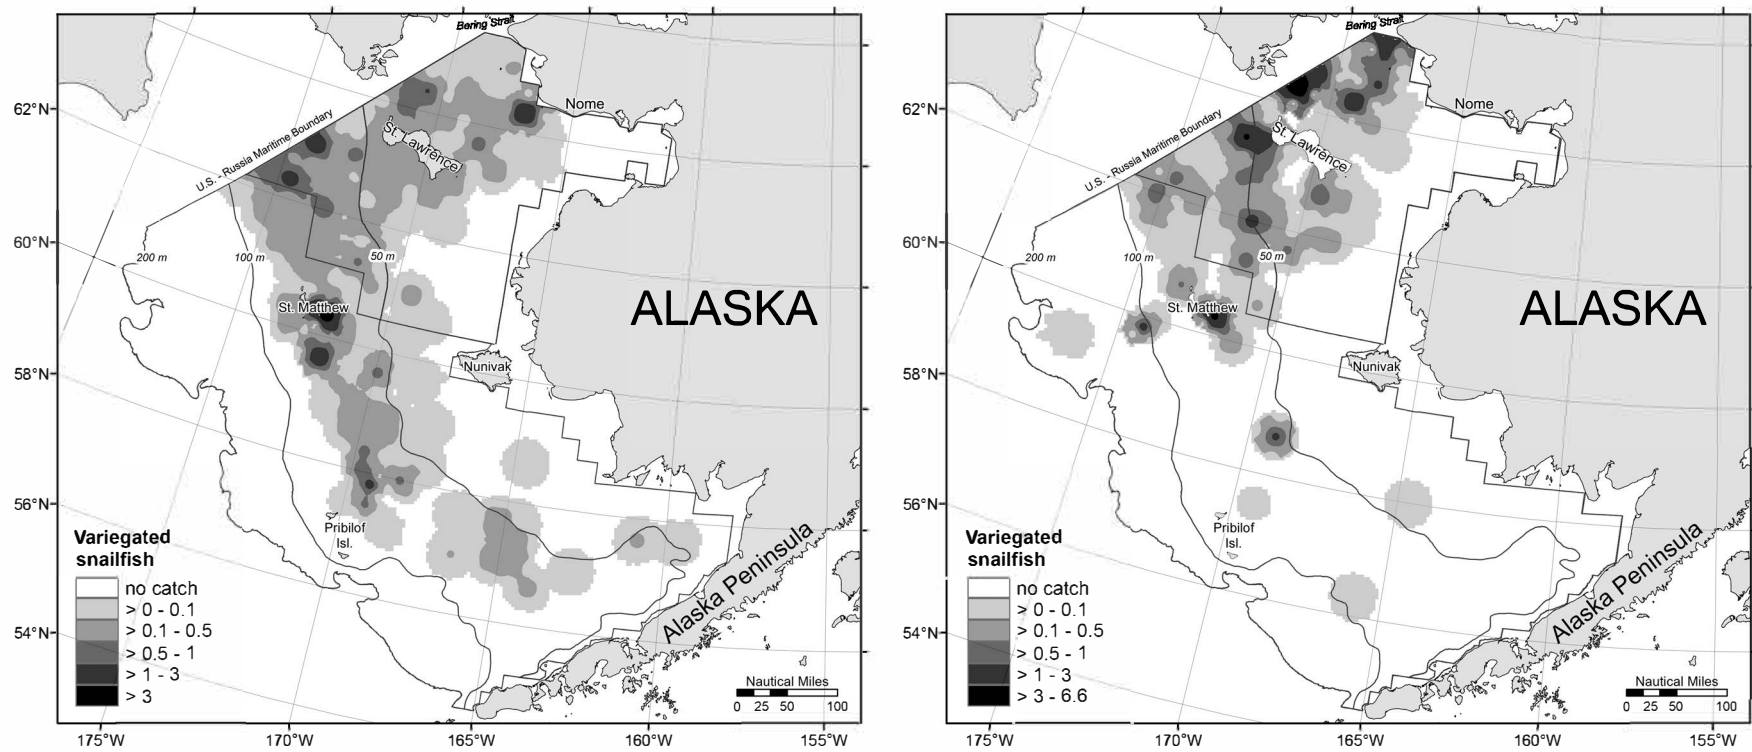 Bering Strait
62°N
60°N
58°N
56°N
54°N
Nome
U.S. - Russia Maritime Boundary
St. Lawrence
200 m
100 m
50 m
St. Matthew
ALASKA
Nunivak
Pribilof
Isl.
Alaska Peninsula
Variegated
snailfish
no catch
> 0 - 0.1
> 0.1 - 0.5
> 0.5 - 1
> 1 - 3
> 3
Nautical Miles
0 25 50 100
175°W 170°W 165°W 160°W 155°W
Bering Strait
62°N
60°N
58°N
56°N
54°N
Nome
U.S. - Russia Maritime Boundary
St. Lawrence
200 m
100 m
50 m
St. Matthew
ALASKA
Nunivak
Pribilof
Isl.
Alaska Peninsula
Variegated
snailfish
no catch
> 0 - 0.1
> 0.1 - 0.5
> 0.5 - 1
> 1 - 3
> 3 - 6.6
Nautical Miles
0 25 50 100
175°W 170°W 165°W 160°W 155°W